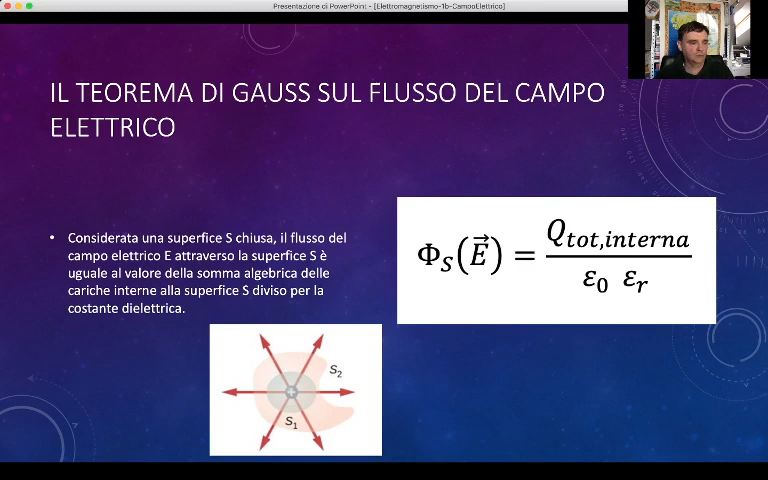 Presentazione di PowerPoint - [Elettromagnetismo-1b-CampoElettrico]
IL TEOREMA DI GAUSS SUL FLUSSO DEL CAMPO
ELETTRICO
• Considerata una superfice S chiusa, il flusso del
campo elettrico E attraverso la superfice S è
uguale al valore della somma algebrica delle
cariche interne alla superfice S diviso per la
costante dielettrica.
Φ_S(E⃗) = Q_tot,interna / ε₀ ε_r
S₂
S₁